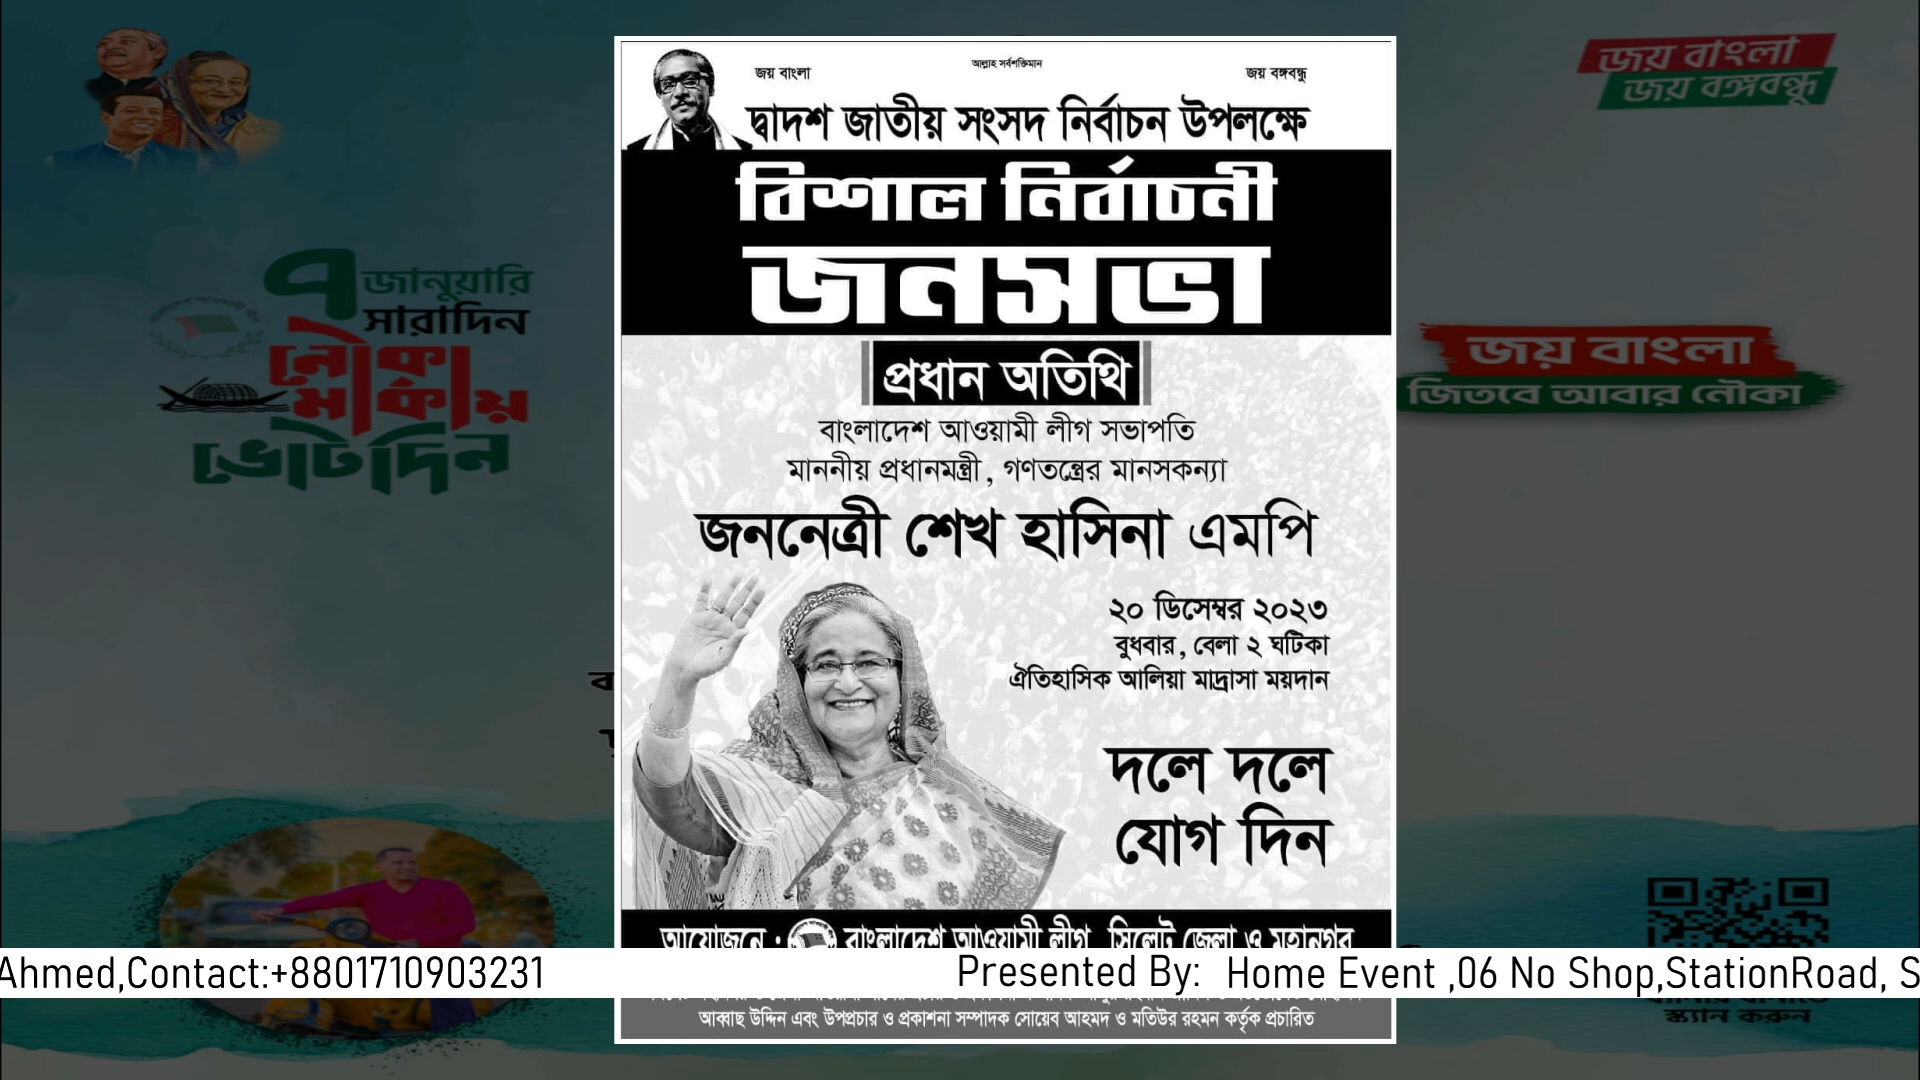 জয় বাংলা
জয় বঙ্গবন্ধু
৭ জানুয়ারি
সারাদিন
নৌকা
মার্কায়
ভোট দিন
জয় বাংলা
আল্লাহ সর্বশক্তিমান
জয় বঙ্গবন্ধু
দ্বাদশ জাতীয় সংসদ নির্বাচন উপলক্ষে
বিশাল নির্বাচনী
জনসভা
প্রধান অতিথি
বাংলাদেশ আওয়ামী লীগ সভাপতি
মাননীয় প্রধানমন্ত্রী, গণতন্ত্রের মানসকন্যা
জননেত্রী শেখ হাসিনা এমপি
২০ ডিসেম্বর ২০২৩
বুধবার, বেলা ২ ঘটিকা
ঐতিহাসিক আলিয়া মাদ্রাসা ময়দান
দলে দলে
যোগ দিন
আয়োজনে : বাংলাদেশ আওয়ামী লীগ, সিলেট জেলা ও মহানগর
আব্বাছ উদ্দিন এবং উপপ্রচার ও প্রকাশনা সম্পাদক সোয়েব আহমদ ও মতিউর রহমন কর্তৃক প্রচারিত
জয় বাংলা
জিতবে আবার নৌকা
Ahmed,Contact:+8801710903231
Presented By: Home Event ,06 No Shop,StationRoad, S
স্ক্যান করুন